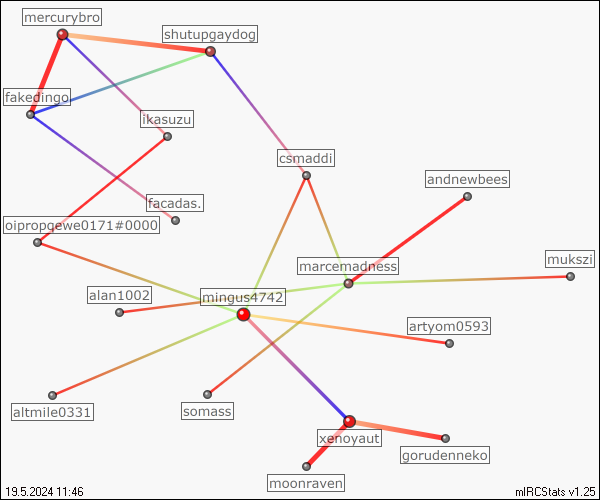 mercurybro
shutupgaydog
fakedingo
ikasuzu
csmaddi
andnewbees
facadas.
oipropgewe0171#0000
mukszi
marcemadness
alan1002
mingus4742
artyom0593
altmile0331
somass
xenoyaut
gorudenneko
moonraven
19.5.2024 11:46
mIRCStats v1.25